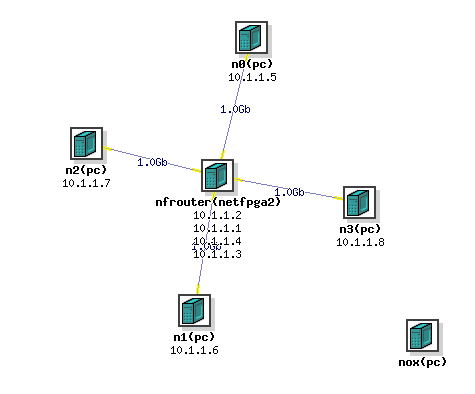 n0(pc)
10.1.1.5
1.0Gb
n2(pc)
10.1.1.7
1.0Gb
1.0Gb
nfrouter(netfpga2)
10.1.1.2
10.1.1.1
10.1.1.4
1.0Gb
10.1.1.3
n3(pc)
10.1.1.8
n1(pc)
10.1.1.6
nox(pc)